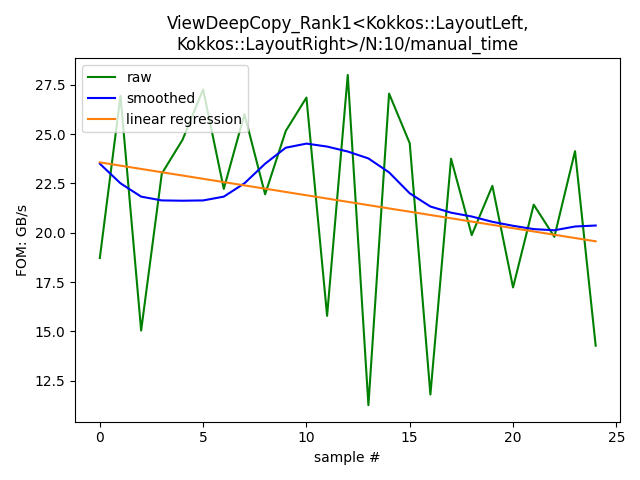 ViewDeepCopy_Rank1<Kokkos::LayoutLeft,
Kokkos::LayoutRight>/N:10/manual_time
raw
smoothed
linear regression
FOM: GB/s
27.5
25.0
22.5
20.0
17.5
15.0
12.5
0
5
10
15
20
25
sample #